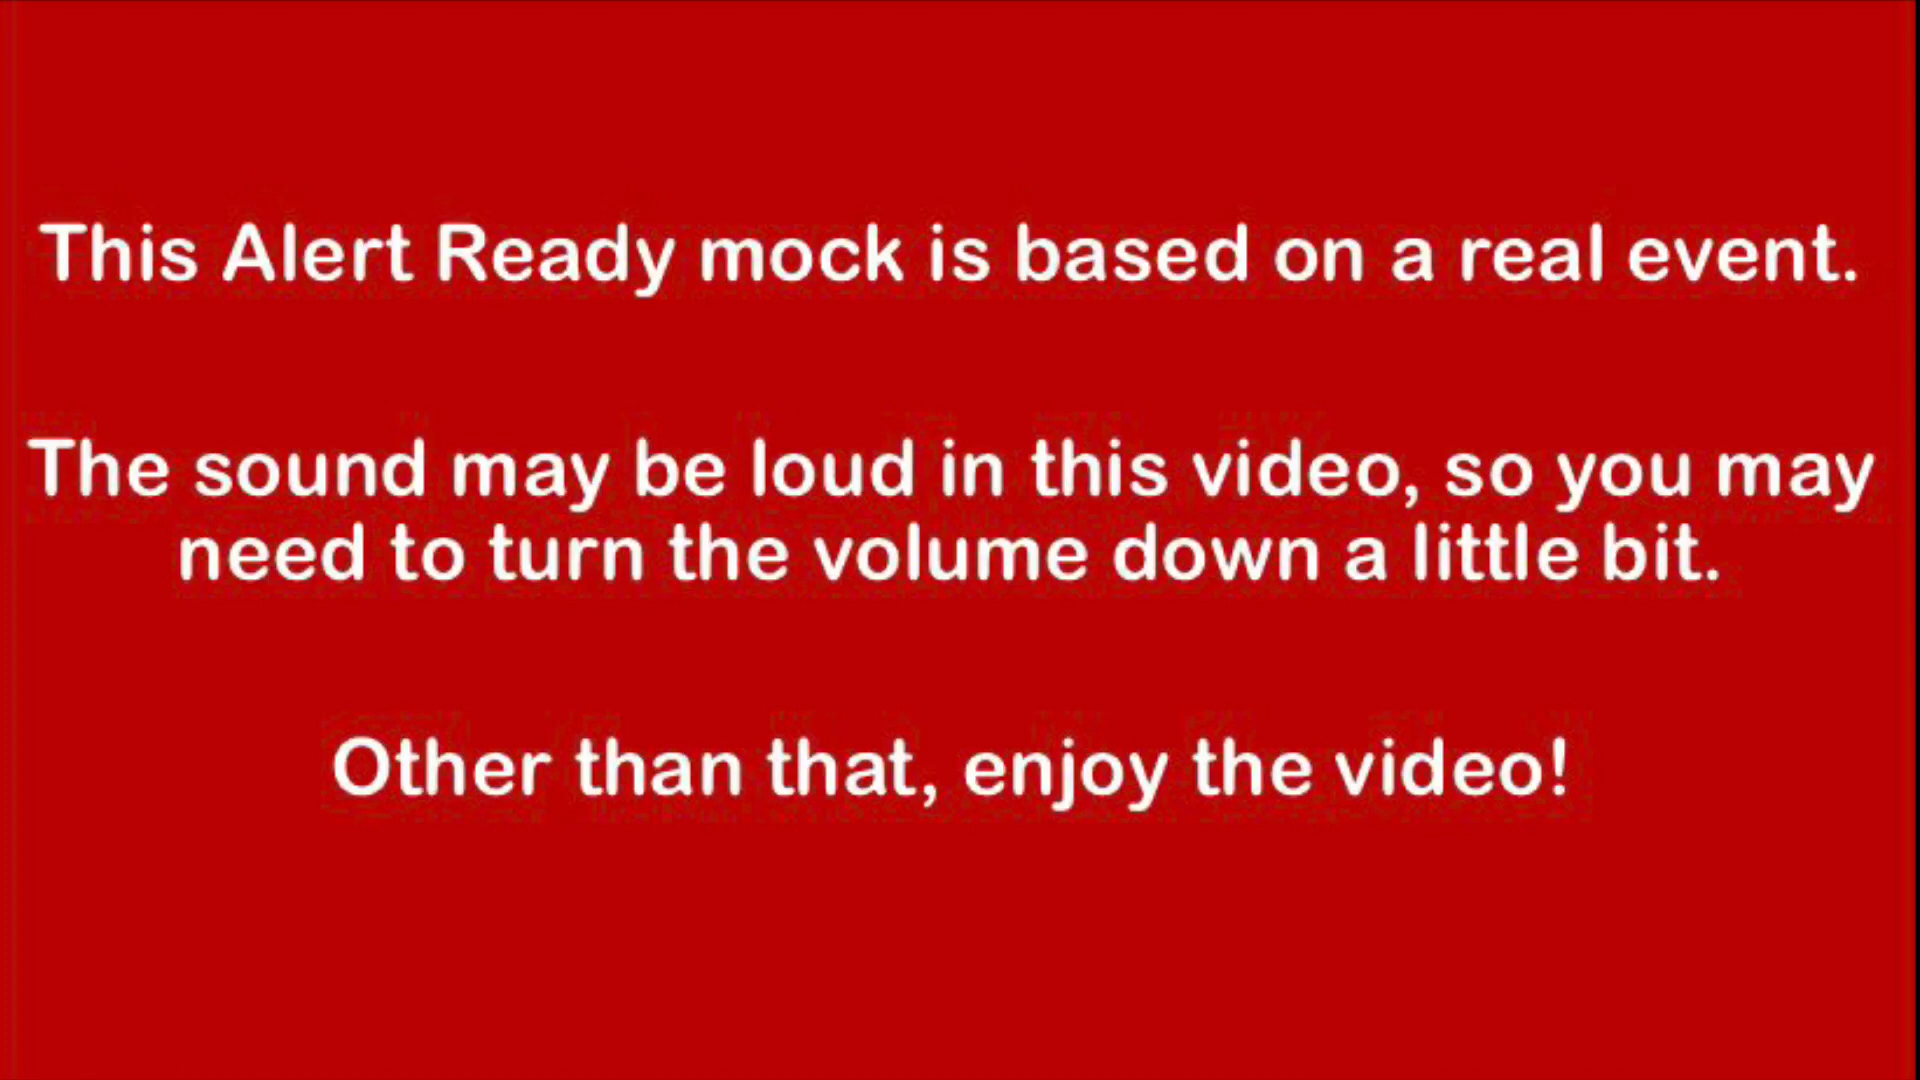 This Alert Ready mock is based on a real event.
The sound may be loud in this video, so you may
need to turn the volume down a little bit.
Other than that, enjoy the video!